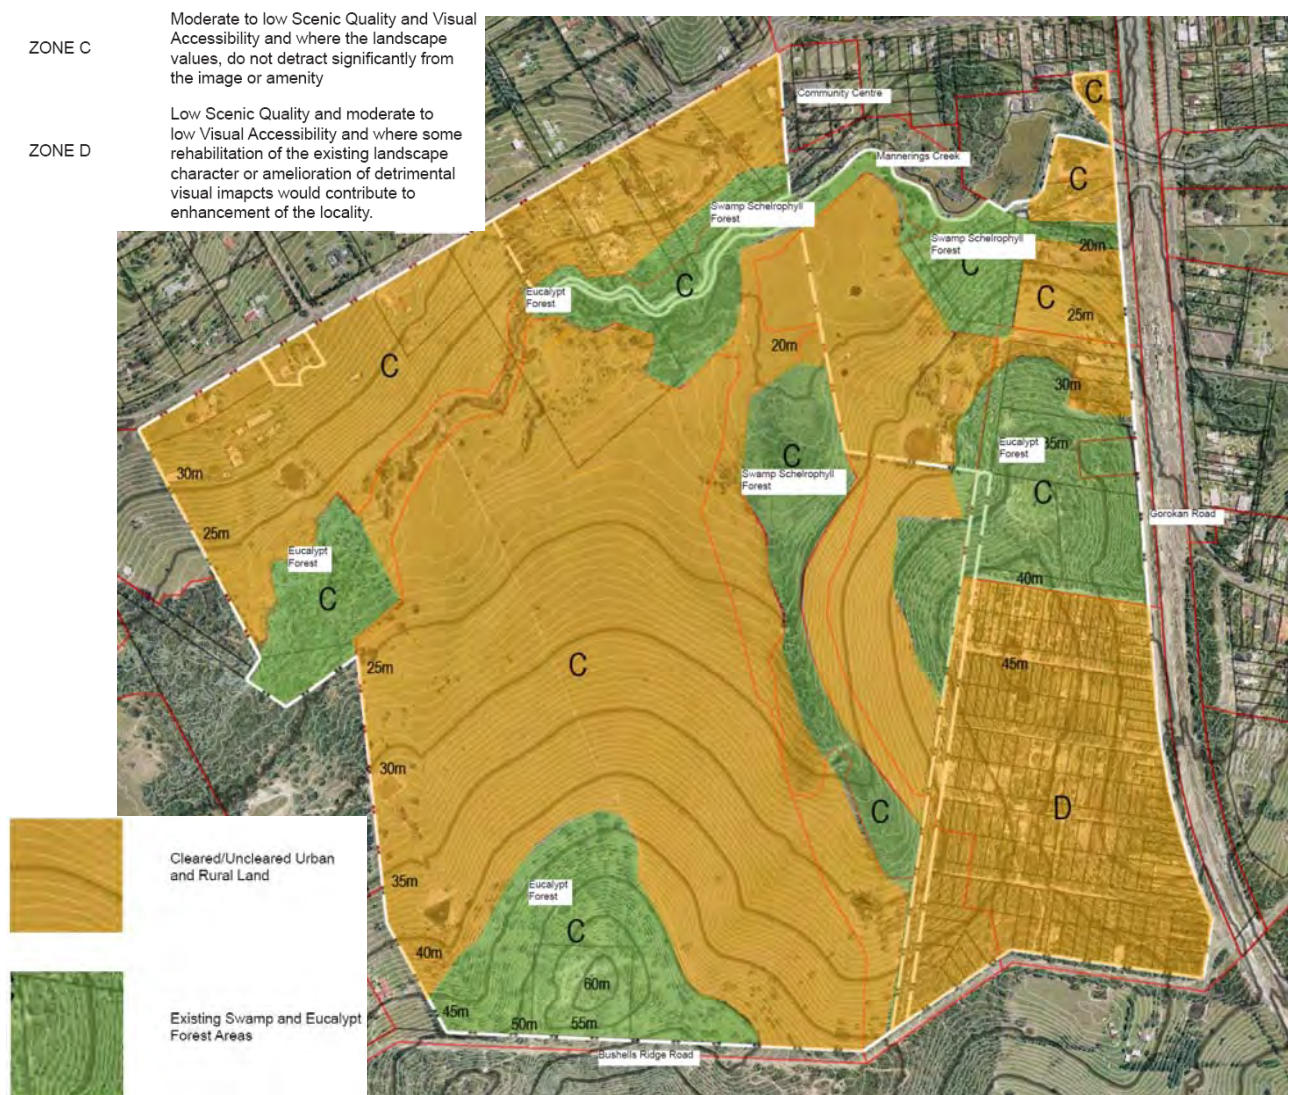 ZONE C
Moderate to low Scenic Quality and Visual
Accessibility and where the landscape
values, do not detract significantly from
the image or amenity
ZONE D
Low Scenic Quality and moderate to
low Visual Accessibility and where some
rehabilitation of the existing landscape
character or amelioration of detrimental
visual imapcts would contribute to
enhancement of the locality.
Community Centre
C
Mannerings Creek
C
Swamp Schelrophyll
Forest
Swamp Schelrophyll
Forest
20m
C
C
Eucalypt
Forest
C
25m
20m
C
30m
Eucalypt
Forest
35m
C
Swamp Schelrophyll
Forest
30m
C
Gorokan Road
25m
Eucalypt
Forest
C
40m
25m
C
45m
30m
D
C
Cleared/Uncleared Urban
and Rural Land
35m
Eucalypt
Forest
C
40m
60m
45m
50m
55m
Existing Swamp and Eucalypt
Forest Areas
Bushells Ridge Road